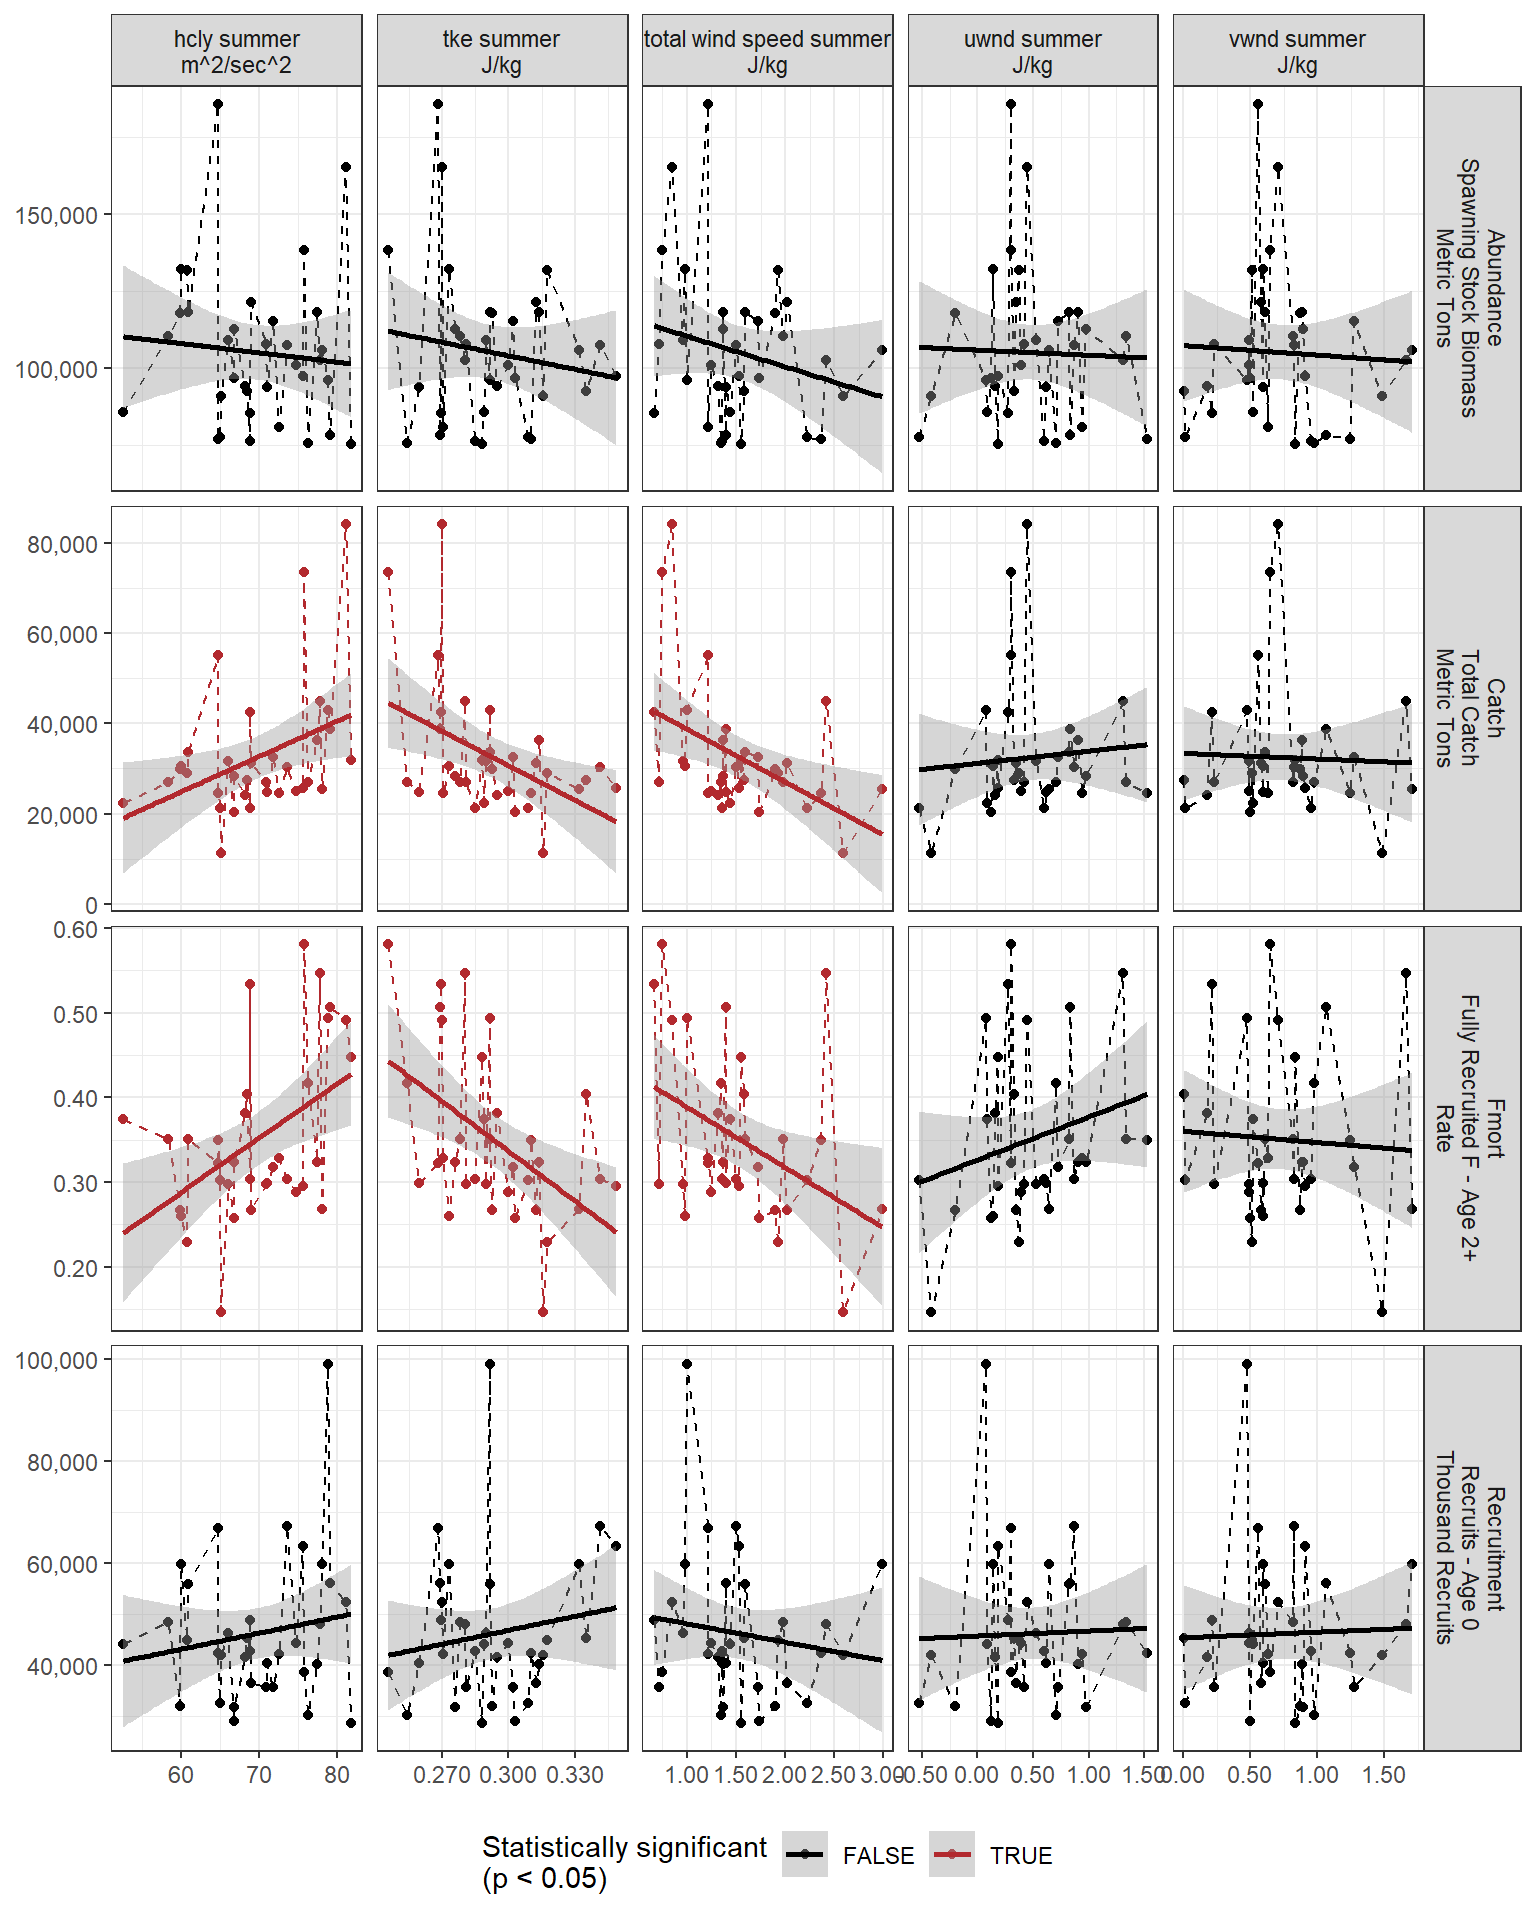 hcly summer
m^2/sec^2
tke summer
J/kg
total wind speed summer
J/kg
uwnd summer
J/kg
vwnd summer
J/kg
150,000
100,000
Abundance
Spawning Stock Biomass
Metric Tons
80,000
60,000
40,000
20,000
0
Catch
Total Catch
Metric Tons
0.60
0.50
0.40
0.30
0.20
Fmort
Fully Recruited F - Age 2+
Rate
100,000
80,000
60,000
40,000
Recruitment
Recruits - Age 0
Thousand Recruits
60 70 80
0.270 0.300 0.330
1.00 1.50 2.00 2.50 3.00
-0.50 0.00 0.50 1.00 1.50
0.00 0.50 1.00 1.50
Statistically significant
(p < 0.05)
FALSE
TRUE